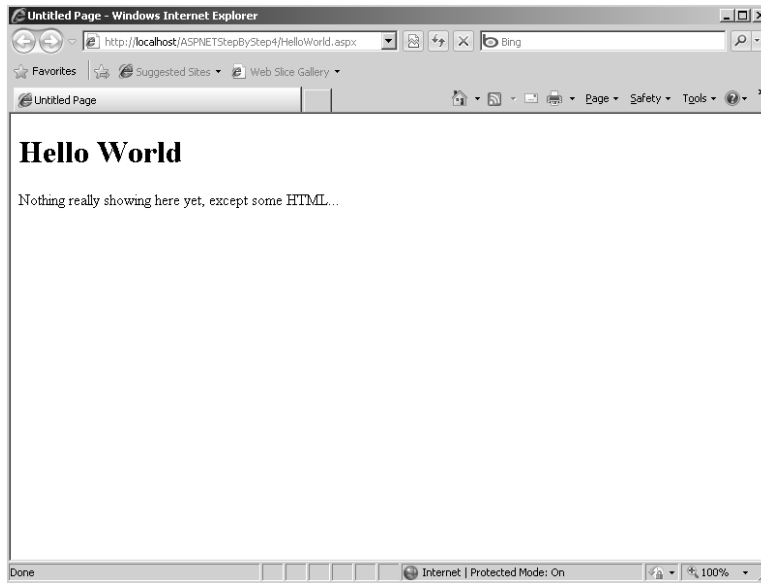 Untitled Page - Windows Internet Explorer
http://localhost/ASPNETStepByStep4/HelloWorld.aspx
Bing
Favorites Suggested Sites Web Slice Gallery
Untitled Page Page Safety Tools
Hello World
Nothing really showing here yet, except some HTML...
Done Internet | Protected Mode: On 100%